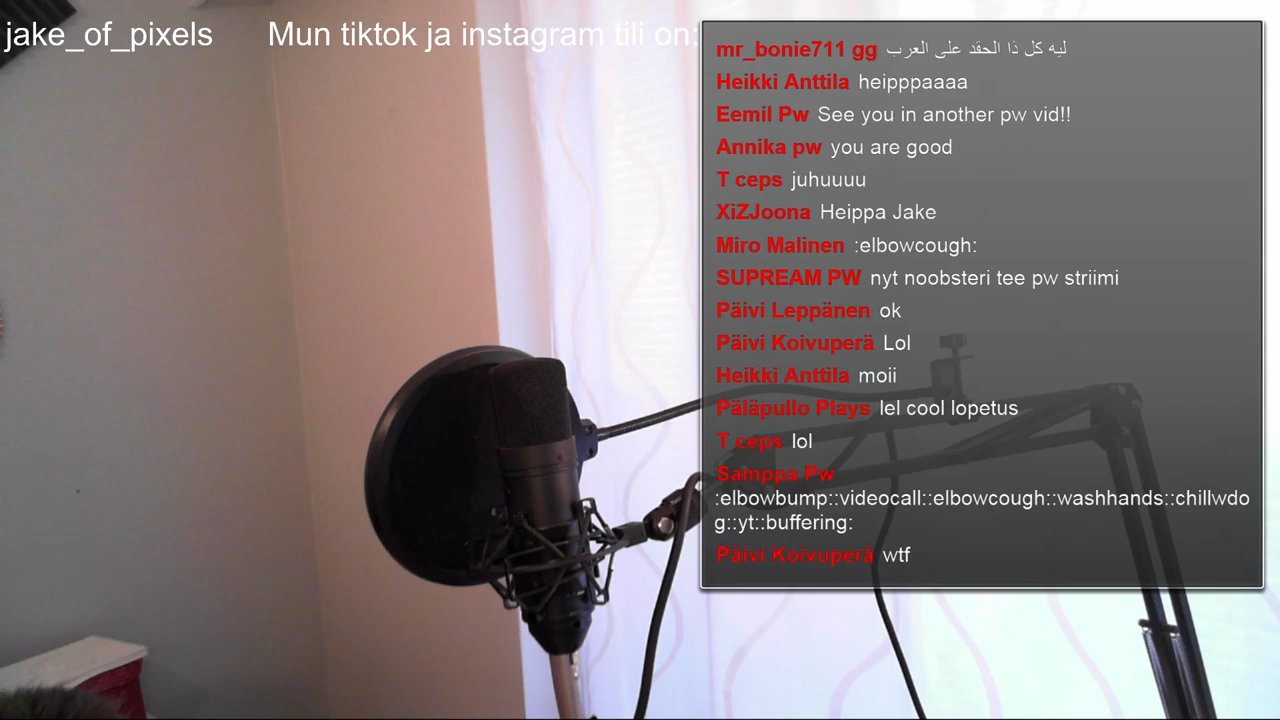 jake_of_pixels Mun tiktok ja instagram tili on:
mr_bonie711 gg ليه كل ذا الحقد على العرب
Heikki Anttila heipppaaaa
Eemil Pw See you in another pw vid!!
Annika pw you are good
T ceps juhuuuu
XiZJoona Heippa Jake
Miro Malinen :elbowcough:
SUPREAM PW nyt noobsteri tee pw striimi
Päivi Leppänen ok
Päivi Koivuperä Lol
Heikki Anttila moii
Päläpullo Plays lel cool lopetus
T ceps lol
Samppa Pw
:elbowbump::videocall::elbowcough::washhands::chillwdo
g::yt::buffering:
Päivi Koivuperä wtf